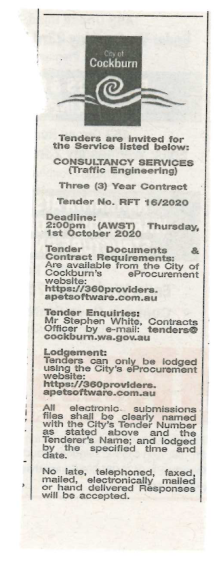 City of
Cockburn
Tenders are invited for
the Service listed below:
CONSULTANCY SERVICES
(Traffic Engineering)
Three (3) Year Contract
Tender No. RFT 16/2020
Deadline:
2:00pm (AWST) Thursday,
1st October 2020
Tender Documents &
Contract Requirements:
Are available from the City of
Cockburn's eProcurement
website:
https://360providers.
apetsoftware.com.au
Tender Enquiries:
Mr Stephen White, Contracts
Officer by e-mail: tenders@
cockburn.wa.gov.au
Lodgement:
Tenders can only be lodged
using the City's eProcurement
website:
https://360providers.
apetsoftware.com.au
All electronic submissions
files shall be clearly named
with the City's Tender Number
as stated above and the
Tenderer's Name; and lodged
by the specified time and
date.
No late, telephoned, faxed,
mailed, electronically mailed
or hand delivered Responses
will be accepted.